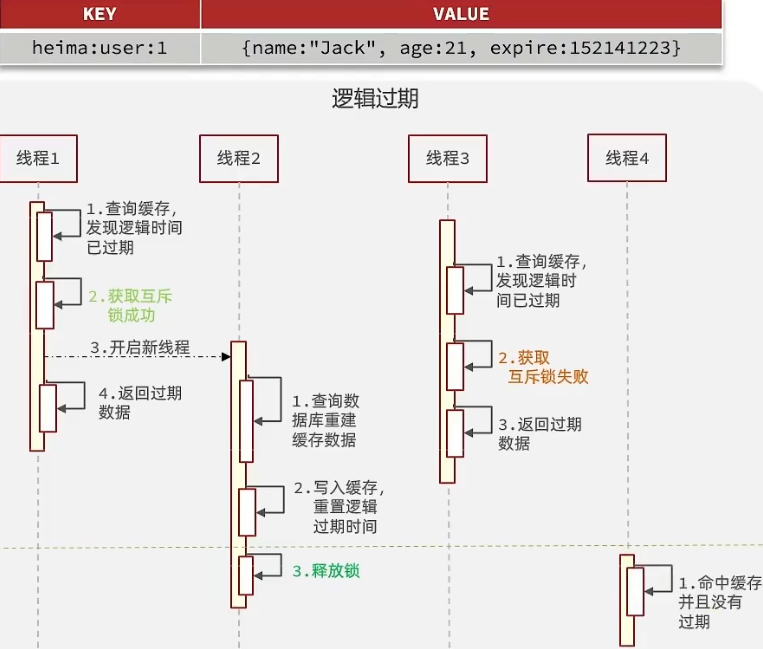 KEY VALUE
heima:user:1 {name:"Jack", age:21, expire:152141223}
逻辑过期
线程1 线程2 线程3 线程4
1.查询缓存，
发现逻辑时间
已过期
2.获取互斥
锁成功
3.开启新线程
4.返回过期
数据
1.查询数
据库重建
缓存数据
2.写入缓存，
重置逻辑
过期时间
3.释放锁
1.查询缓存，
发现逻辑时
间已过期
2.获取
互斥锁失败
3.返回过期
数据
1.命中缓存
并且没有
过期